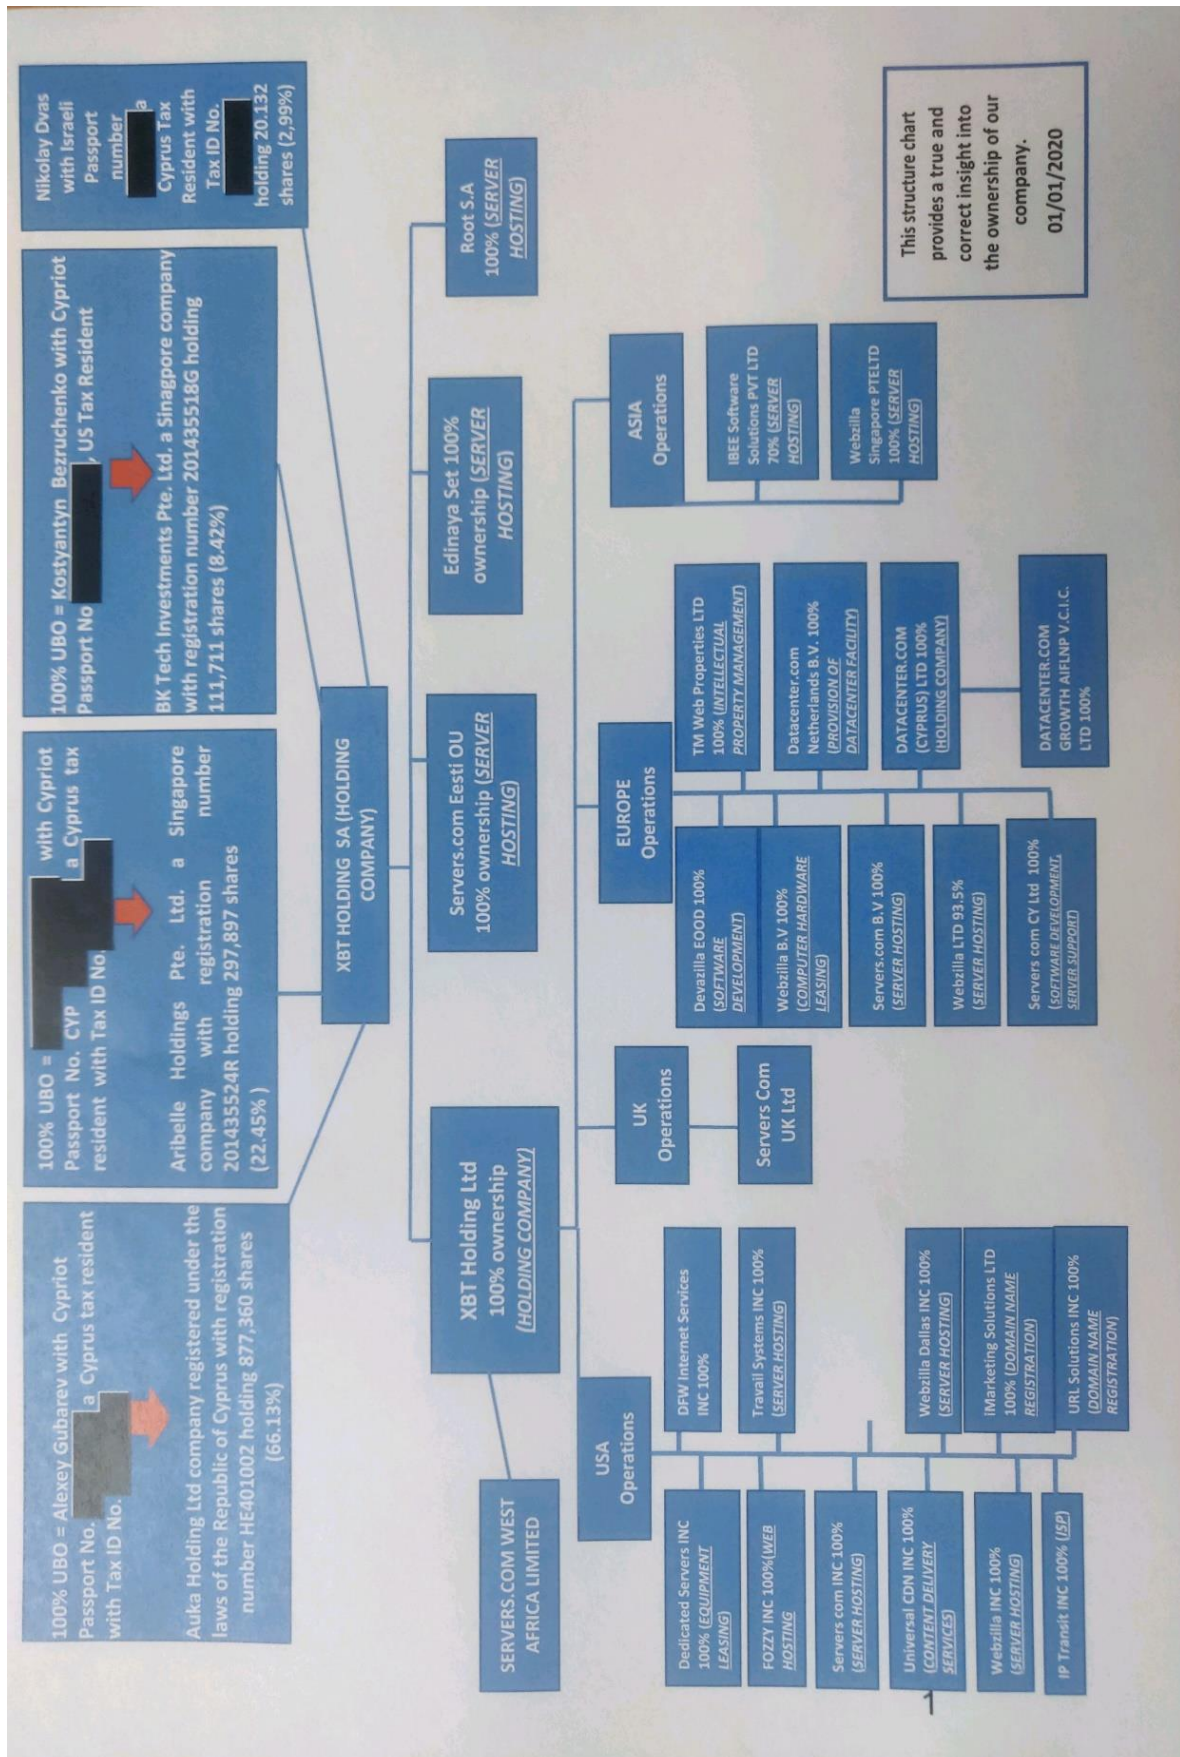 100% UBO = Alexey Gubarev with Cypriot
Passport No. a Cyprus tax resident
with Tax ID No.
Auka Holding Ltd company registered under the
laws of the Republic of Cyprus with registration
number HE401002 holding 877,360 shares
(66.13%)
100% UBO = with Cypriot
Passport No. CYP a Cyprus tax
resident with Tax ID No.
Aribelle Holdings Pte. Ltd. a Singapore
company with registration number
201435524R holding 297,897 shares
(22.45% )
100% UBO = Kostyantyn Bezruchenko with Cypriot
Passport No , US Tax Resident
BK Tech Investments Pte. Ltd. a Sinagpore company
with registration number 201435518G holding
111,711 shares (8.42%)
Nikolay Dvas
with Israeli
Passport
number
a
Cyprus Tax
Resident with
Tax ID No.
holding 20.132
shares (2,99%)
XBT HOLDING SA (HOLDING
COMPANY)
XBT Holding Ltd
100% ownership
(HOLDING COMPANY)
Servers.com Eesti OU
100% ownership (SERVER
HOSTING)
Edinaya Set 100%
ownership (SERVER
HOSTING)
Root S.A
100% (SERVER
HOSTING)
SERVERS.COM WEST
AFRICA LIMITED
USA
Operations
Dedicated Servers INC
100% (EQUIPMENT
LEASING)
FOZZY INC 100%(WEB
HOSTING
Servers com INC 100%
(SERVER HOSTING)
Universal CDN INC 100%
(CONTENT DELIVERY
SERVICES)
Webzilla INC 100%
(SERVER HOSTING)
IP Transit INC 100% (ISP)
DFW Internet Services
INC 100%
Travail Systems INC 100%
(SERVER HOSTING)
Webzilla Dallas INC 100%
(SERVER HOSTING)
iMarketing Solutions LTD
100% (DOMAIN NAME
REGISTRATION)
URL Solutions INC 100%
(DOMAIN NAME
REGISTRATION)
UK
Operations
Servers Com
UK Ltd
EUROPE
Operations
Devazilla EOOD 100%
(SOFTWARE
DEVELOPMENT)
Webzilla B.V 100%
(COMPUTER HARDWARE
LEASING)
Servers.com B.V 100%
(SERVER HOSTING)
Webzilla LTD 93.5%
(SERVER HOSTING)
Servers com CY Ltd 100%
(SOFTWARE DEVELOPMENT,
SERVER SUPPORT)
TM Web Properties LTD
100% (INTELLECTUAL
PROPERTY MANAGEMENT)
Datacenter.com
Netherlands B.V. 100%
(PROVISION OF
DATACENTER FACILITY)
DATACENTER.COM
(CYPRUS) LTD 100%
(HOLDING COMPANY)
DATACENTER.COM
GROWTH AIFLNP V.C.I.C.
LTD 100%
ASIA
Operations
IBEE Software
Solutions PVT LTD
70% (SERVER
HOSTING)
Webzilla
Singapore PTELTD
100% (SERVER
HOSTING)
This structure chart
provides a true and
correct insight into
the ownership of our
company.
01/01/2020